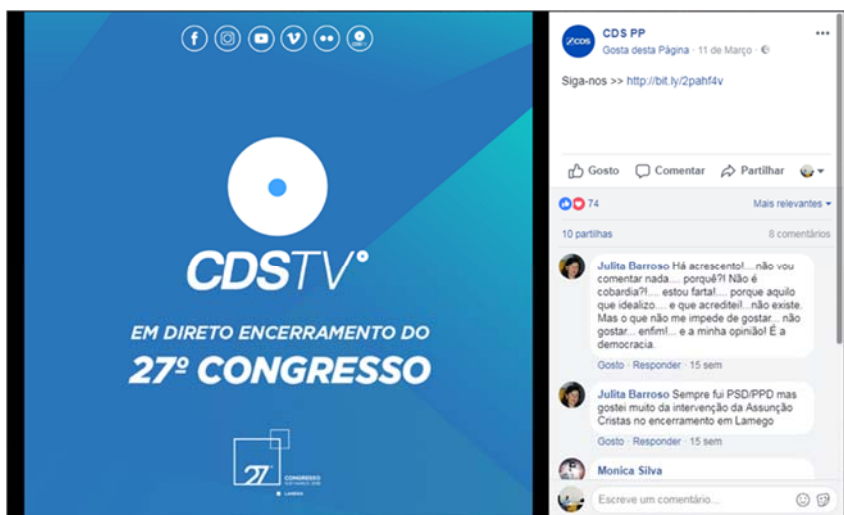 CDSTV
EM DIRETO ENCERRAMENTO DO
27º CONGRESSO
27º
CONGRESSO
LAMEGO
CDS
CDS PP
Gosta desta Página · 11 de Março
Siga-nos >> http://bit.ly/2pahf4v
Gosto Comentar Partilhar
74 Mais relevantes
10 partilhas 8 comentários
Julita Barroso Há acrescento!....não vou
comentar nada.... porquê?! Não é
cobardia?!.... estou farta!.... porque aquilo
que idealizo.... e que acreditei!...não existe.
Mas o que não me impede de gostar... não
gostar... enfim!... e a minha opinião! É a
democracia.
Gosto · Responder · 15 sem
Julita Barroso Sempre fui PSD/PPD mas
gostei muito da intervenção da Assunção
Cristas no encerramento em Lamego
Gosto · Responder · 15 sem
Monica Silva
Escreve um comentário...